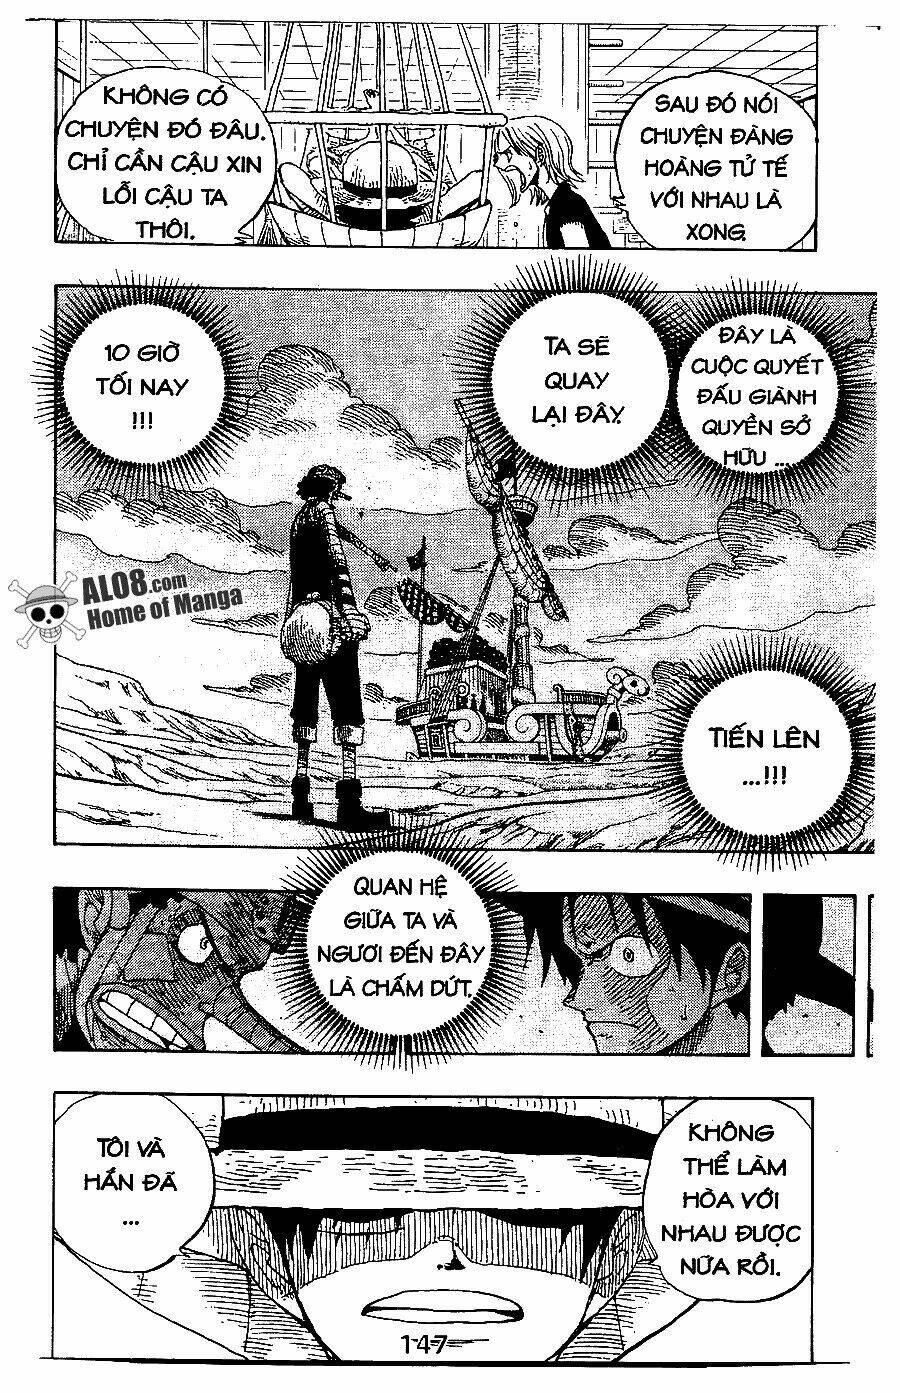 KHÔNG CÓ
CHUYỆN ĐÓ ĐÂU.
CHỈ CẦN CẬU XIN
LỖI CẬU TA
THÔI.
SAU ĐÓ NÓI
CHUYỆN ĐÀNG
HOÀNG TỬ TẾ
VỚI NHAU LÀ
XONG.
10 GIỜ
TỐI NAY
!!!
TA SẼ
QUAY
LẠI ĐÂY.
ĐÂY LÀ
CUỘC QUYẾT
ĐẤU GIÀNH
QUYỀN SỞ
HỮU ...
AL08.com
Home of Manga
TIẾN LÊN
...!!!
QUAN HỆ
GIỮA TA VÀ
NGƯƠI ĐẾN ĐÂY
LÀ CHẤM DỨT.
TÔI VÀ
HẮN ĐÃ
...
KHÔNG
THỂ LÀM
HÒA VỚI
NHAU ĐƯỢC
NỮA RỒI.
147